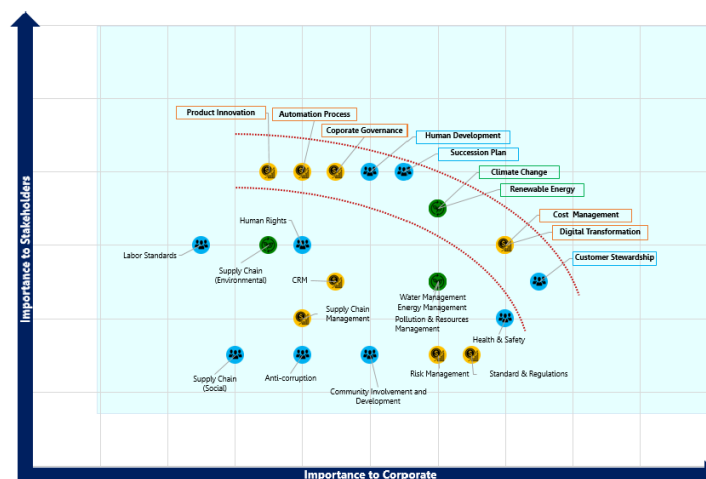 Importance to Stakeholders
Product Innovation
Automation Process
Coporate Governance
Human Development
Succession Plan
Climate Change
Renewable Energy
Cost Management
Digital Transformation
Customer Stewardship
Human Rights
Labor Standards
Supply Chain
(Environmental)
CRM
Water Management
Energy Management
Pollution & Resources
Management
Supply Chain
Management
Health & Safety
Supply Chain
(Social)
Anti-corruption
Community Involvement and
Development
Risk Management
Standard & Regulations
Importance to Corporate